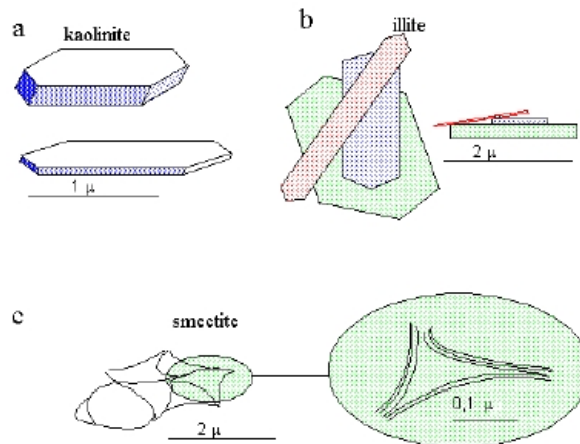 a
kaolinite
1 μ
b
illite
2 μ
c
smectite
2 μ
0,1 μ